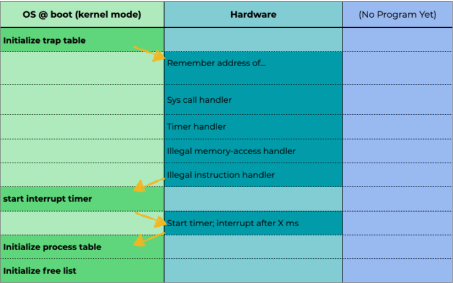 OS @ boot (kernel mode)
Hardware
(No Program Yet)
Initialize trap table
Remember address of...
Sys call handler
Timer handler
Illegal memory-access handler
Illegal instruction handler
start interrupt timer
Start timer; interrupt after X ms
Initialize process table
Initialize free list